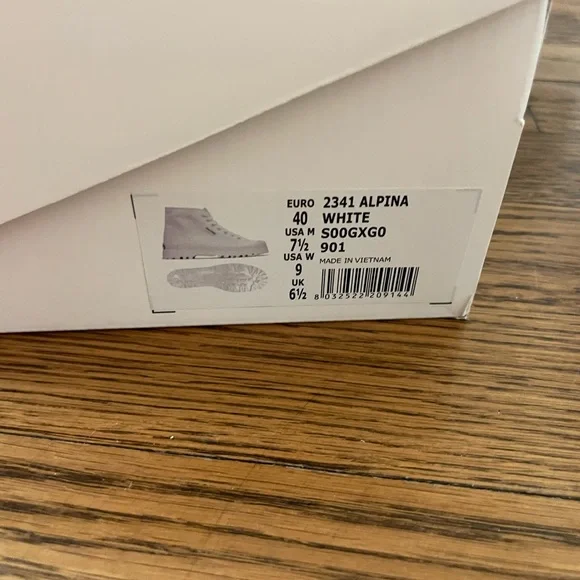 EURO 2341 ALPINA
40 WHITE
USA M S00GXG0
7½ 901
USA W MADE IN VIETNAM
9
UK
6½ 8 032522 209144